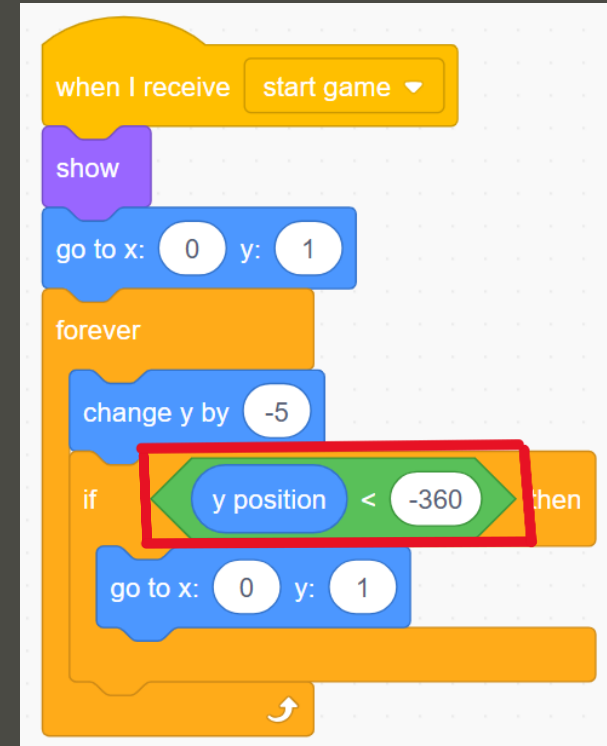 when I receive start game
show
go to x: 0 y: 1
forever
change y by -5
if y position < -360 then
go to x: 0 y: 1